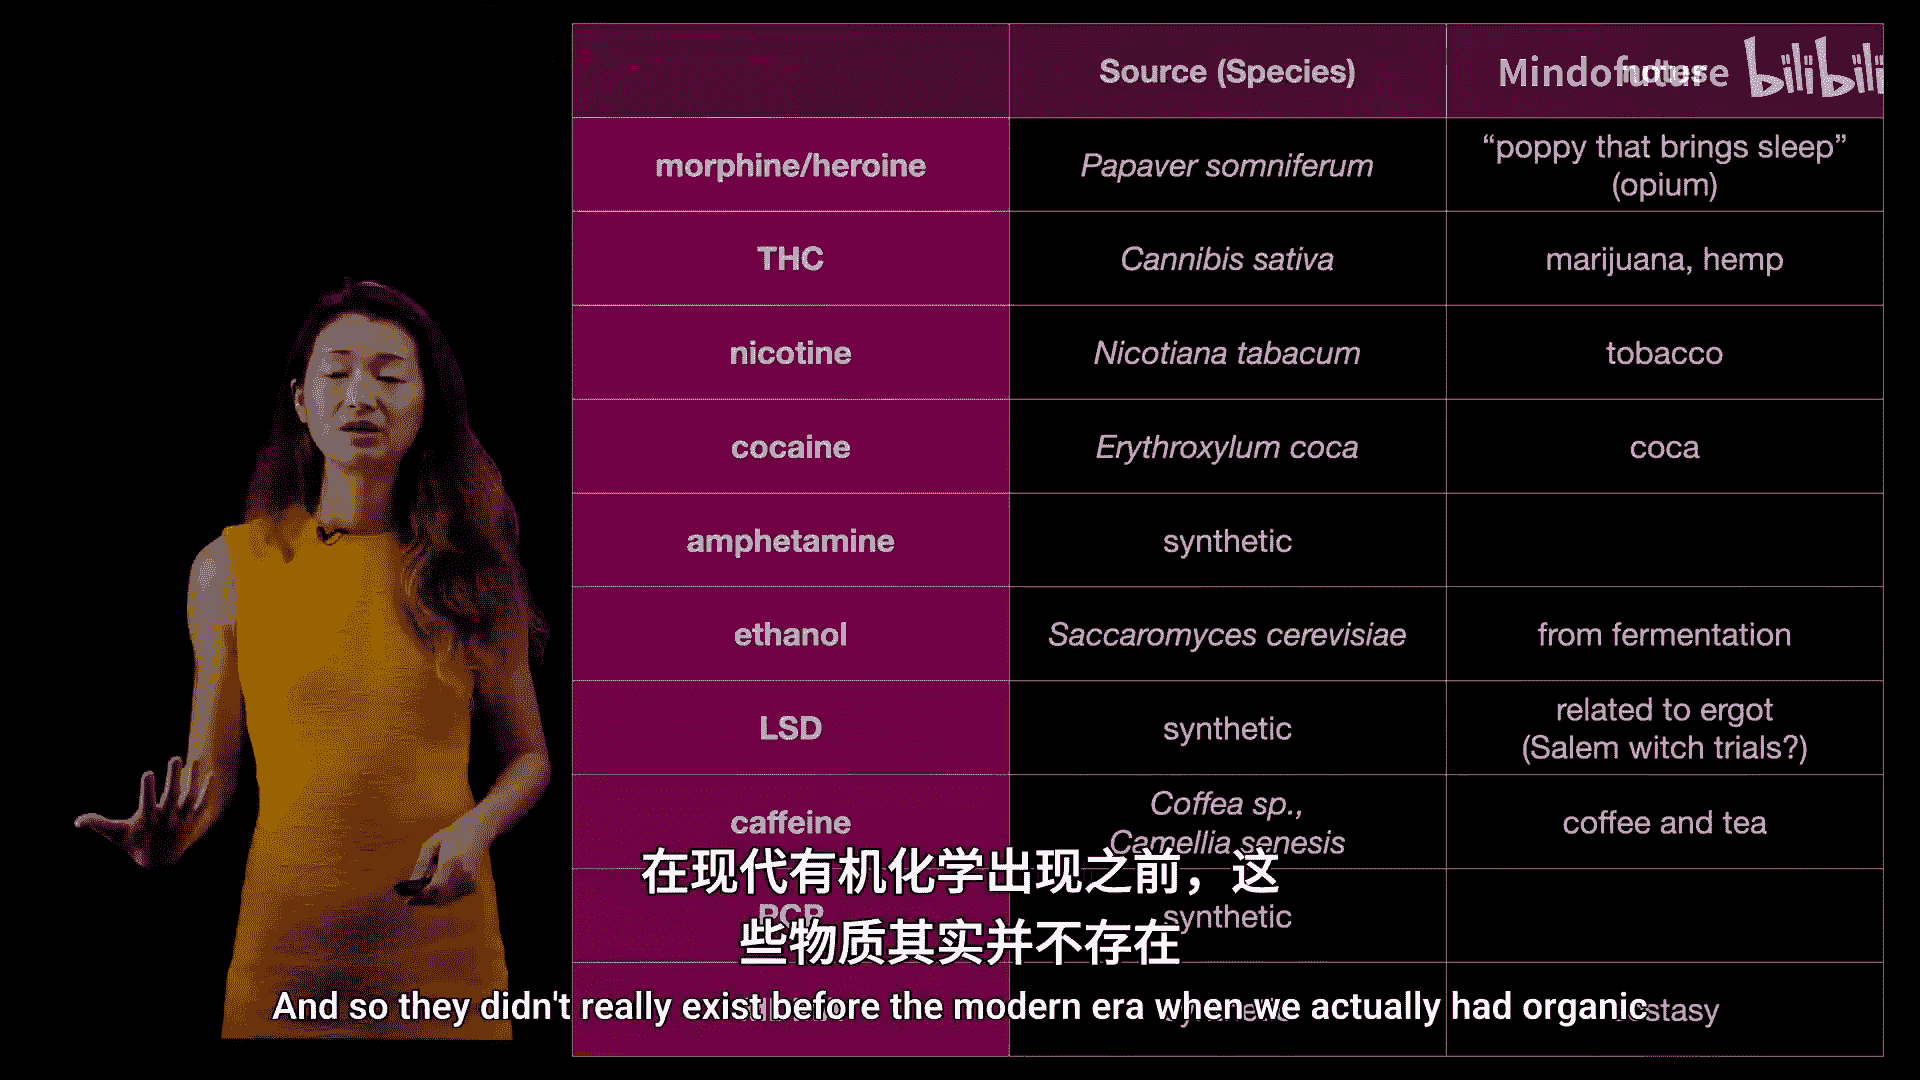 Source (Species)
Mindofuture bilibili
morphine/heroine
Papaver somniferum
“poppy that brings sleep”
(opium)
THC
Cannibis sativa
marijuana, hemp
nicotine
Nicotiana tabacum
tobacco
cocaine
Erythroxylum coca
coca
amphetamine
synthetic
ethanol
Saccaromyces cerevisiae
from fermentation
LSD
synthetic
related to ergot
(Salem witch trials?)
caffeine
Coffea sp.,
Camellia senesis
coffee and tea
PCP
synthetic
在现代有机化学出现之前，这
些物质其实并不存在
And so they didn't really exist before the modern era when we actually had organic